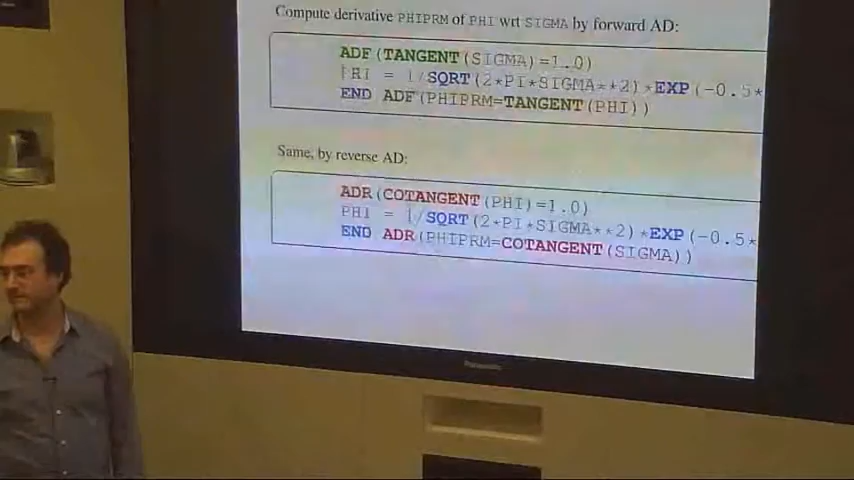 Compute derivative PHIPRM of PHI wrt SIGMA by forward AD:
ADF(TANGENT(SIGMA)=1.0)
PHI = 1/SQRT(2*PI*SIGMA**2)*EXP(-0.5*
END ADF(PHIPRM=TANGENT(PHI))
Same, by reverse AD:
ADR(COTANGENT(PHI)=1.0)
PHI = 1/SQRT(2*PI*SIGMA**2)*EXP(-0.5*
END ADR(PHIPRM=COTANGENT(SIGMA))
Panasonic